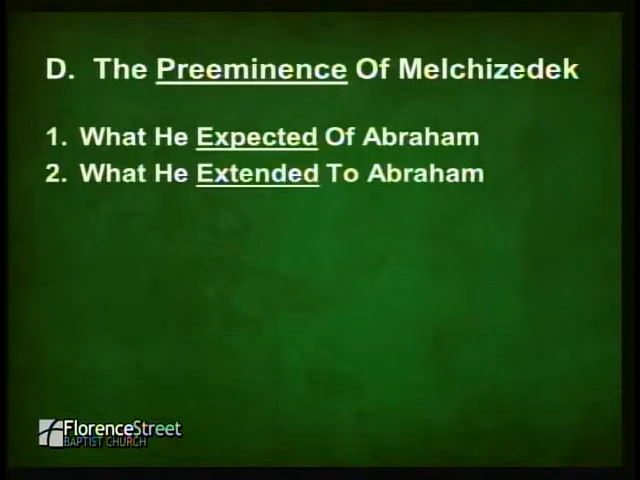 D. The Preeminence Of Melchizedek
1. What He Expected Of Abraham
2. What He Extended To Abraham
FlorenceStreet
BAPTIST CHURCH